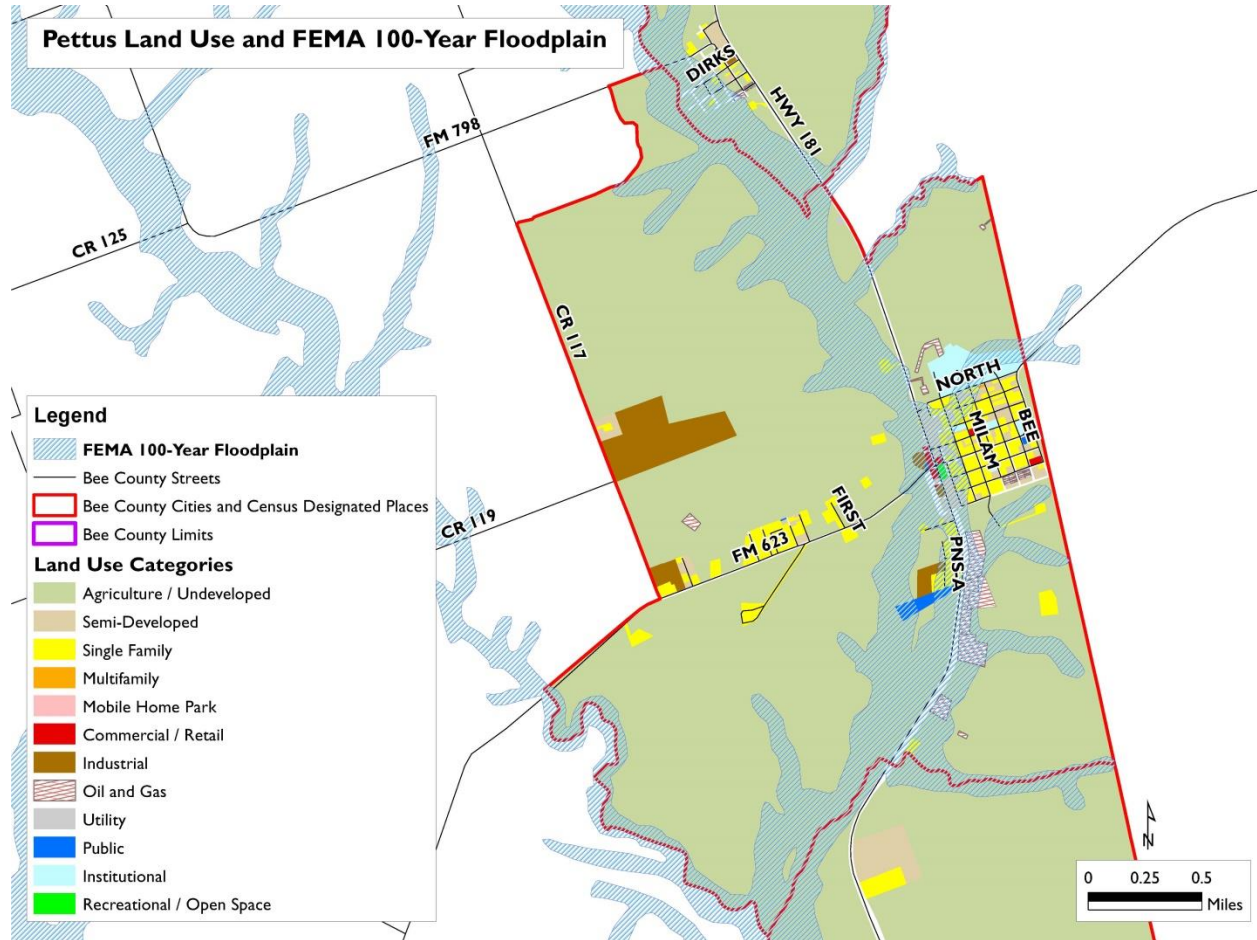 Pettus Land Use and FEMA 100-Year Floodplain
DIRKS
HWY 181
FM 798
CR 125
CR 117
NORTH
MILAM
BEE
FIRST
FM 623
CR 119
PNS-A
Legend
FEMA 100-Year Floodplain
Bee County Streets
Bee County Cities and Census Designated Places
Bee County Limits
Land Use Categories
Agriculture / Undeveloped
Semi-Developed
Single Family
Multifamily
Mobile Home Park
Commercial / Retail
Industrial
Oil and Gas
Utility
Public
Institutional
Recreational / Open Space
N
0 0.25 0.5
Miles